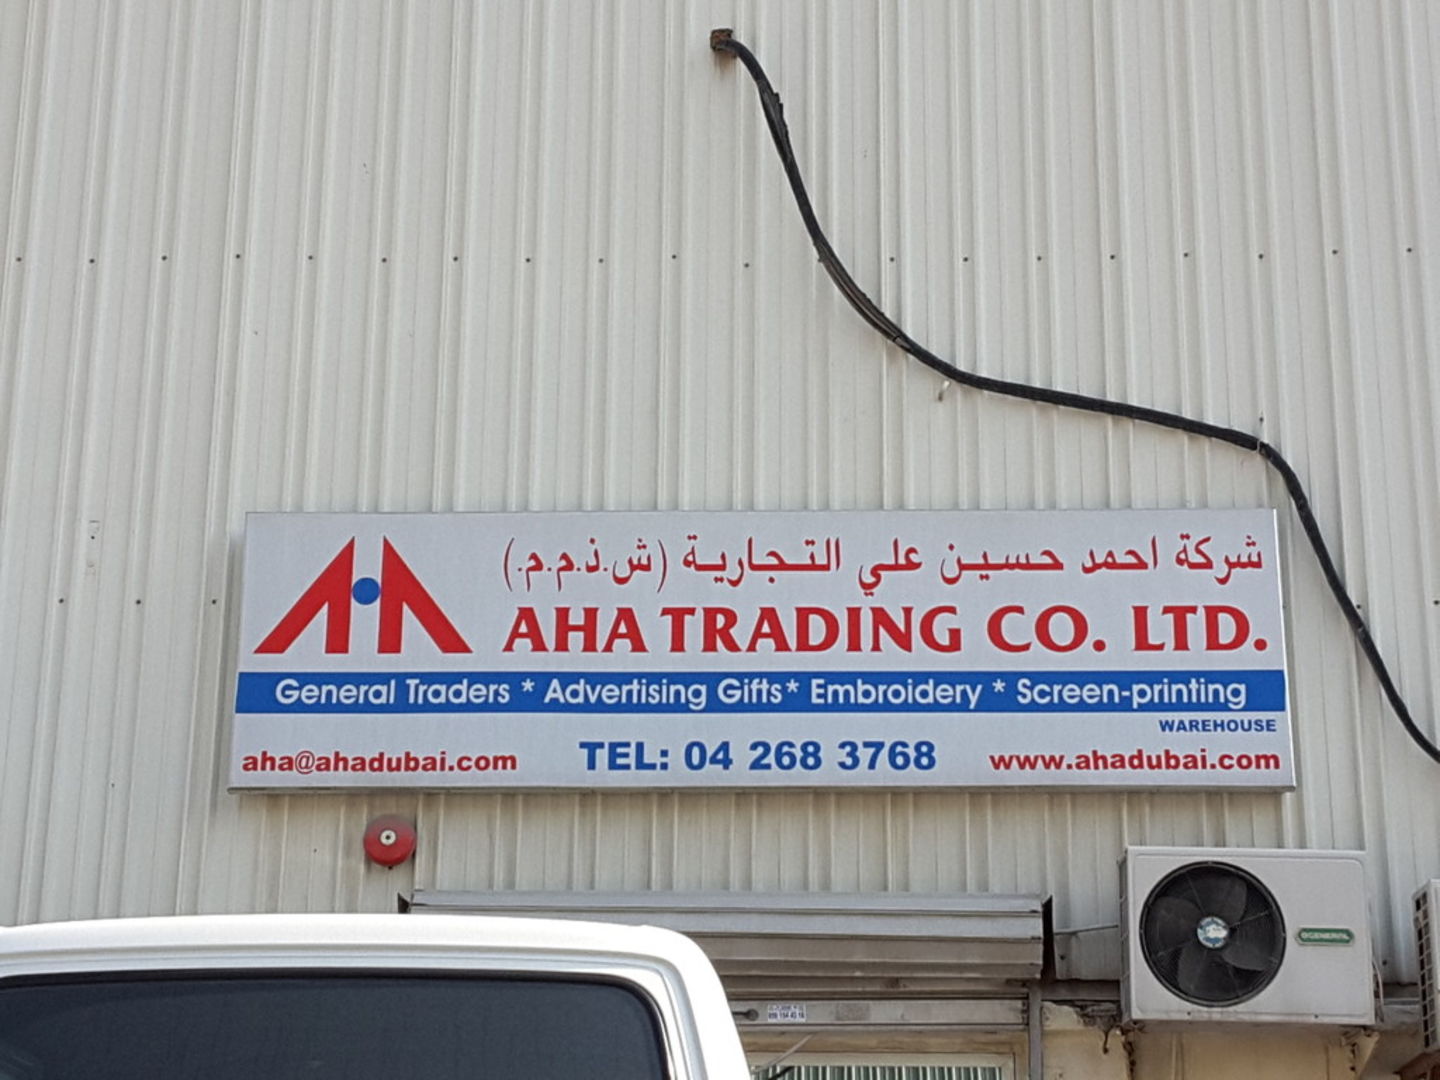 شركة احمد حسين علي التجارية (ش.ذ.م.م.)
AHA TRADING CO. LTD.
General Traders * Advertising Gifts* Embroidery * Screen-printing
WAREHOUSE
aha@ahadubai.com TEL: 04 268 3768 www.ahadubai.com
GENERAL